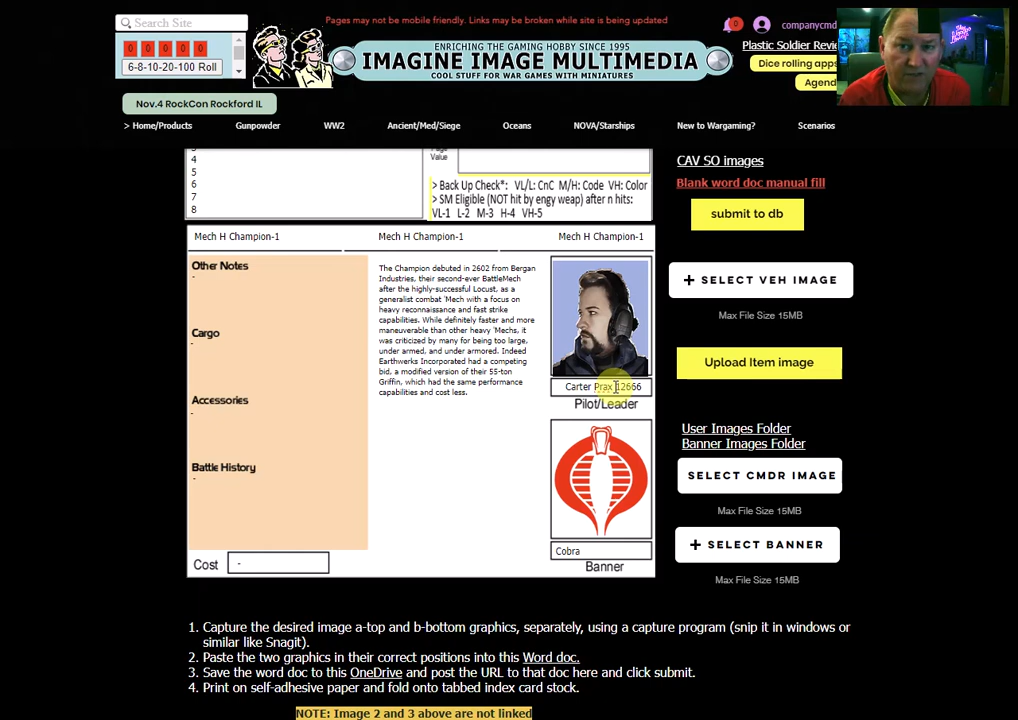 Search Site
Pages may not be mobile friendly. Links may be broken while site is being updated
0
companycmd
0 0 0 0 0
6-8-10-20-100 Roll
ENRICHING THE GAMING HOBBY SINCE 1995
IMAGINE IMAGE MULTIMEDIA
COOL STUFF FOR WAR GAMES WITH MINIATURES
Plastic Soldier Revie
Dice rolling apps
Agend
Nov.4 RockCon Rockford IL
> Home/Products
Gunpowder
WW2
Ancient/Med/Siege
Oceans
NOVA/Starships
New to Wargaming?
Scenarios
4
5
6
7
8
Value
> Back Up Check*: VL/L: CnC M/H: Code VH: Color
> SM Eligible (NOT hit by engy weap) after n hits:
VL-1 L-2 M-3 H-4 VH-5
CAV SO images
Blank word doc manual fill
submit to db
Mech H Champion-1
Mech H Champion-1
Mech H Champion-1
Other Notes
-
Cargo
-
Accessories
-
Battle History
-
Cost
-
The Champion debuted in 2602 from Bergan
Industries, their second-ever BattleMech
after the highly-successful Locust, as a
generalist combat 'Mech with a focus on
heavy reconnaissance and fast strike
capabilities. While definitely faster and more
maneuverable than other heavy 'Mechs, it
was criticized by many for being too large,
under armed, and under armored. Indeed
Earthwerks Incorporated had a competing
bid, a modified version of their 55-ton
Griffin, which had the same performance
capabilities and cost less.
Carter Prax 12666
Pilot/Leader
Cobra
Banner
+ SELECT VEH IMAGE
Max File Size 15MB
Upload Item image
User Images Folder
Banner Images Folder
SELECT CMDR IMAGE
Max File Size 15MB
+ SELECT BANNER
Max File Size 15MB
1. Capture the desired image a-top and b-bottom graphics, separately, using a capture program (snip it in windows or
similar like Snagit).
2. Paste the two graphics in their correct positions into this Word doc.
3. Save the word doc to this OneDrive and post the URL to that doc here and click submit.
4. Print on self-adhesive paper and fold onto tabbed index card stock.
NOTE: Image 2 and 3 above are not linked